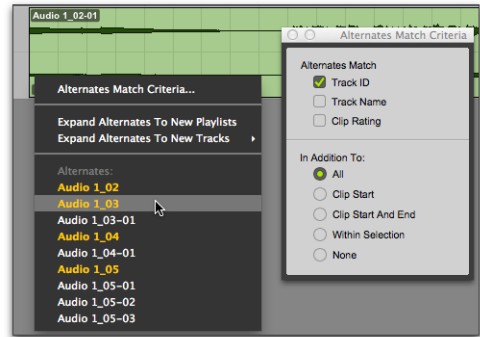 Audio 1_02-01
Alternates Match Criteria...
Expand Alternates To New Playlists
Expand Alternates To New Tracks
Alternates:
Audio 1_02
Audio 1_03
Audio 1_03-01
Audio 1_04
Audio 1_04-01
Audio 1_05
Audio 1_05-01
Audio 1_05-02
Audio 1_05-03
Alternates Match Criteria
Alternates Match
Track ID
Track Name
Clip Rating
In Addition To:
All
Clip Start
Clip Start And End
Within Selection
None